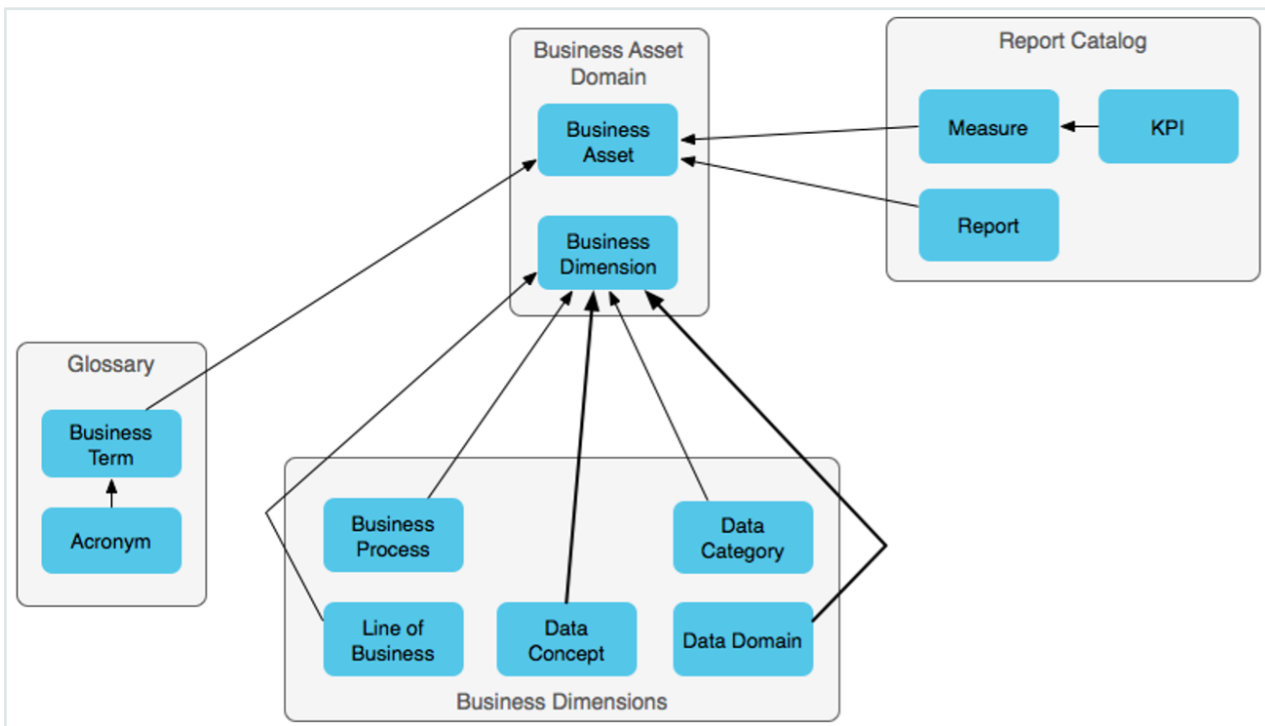 Business Asset
Domain
Business
Asset
Business
Dimension
Report Catalog
Measure
KPI
Report
Glossary
Business
Term
Acronym
Business
Process
Data
Category
Line of
Business
Data
Concept
Data Domain
Business Dimensions